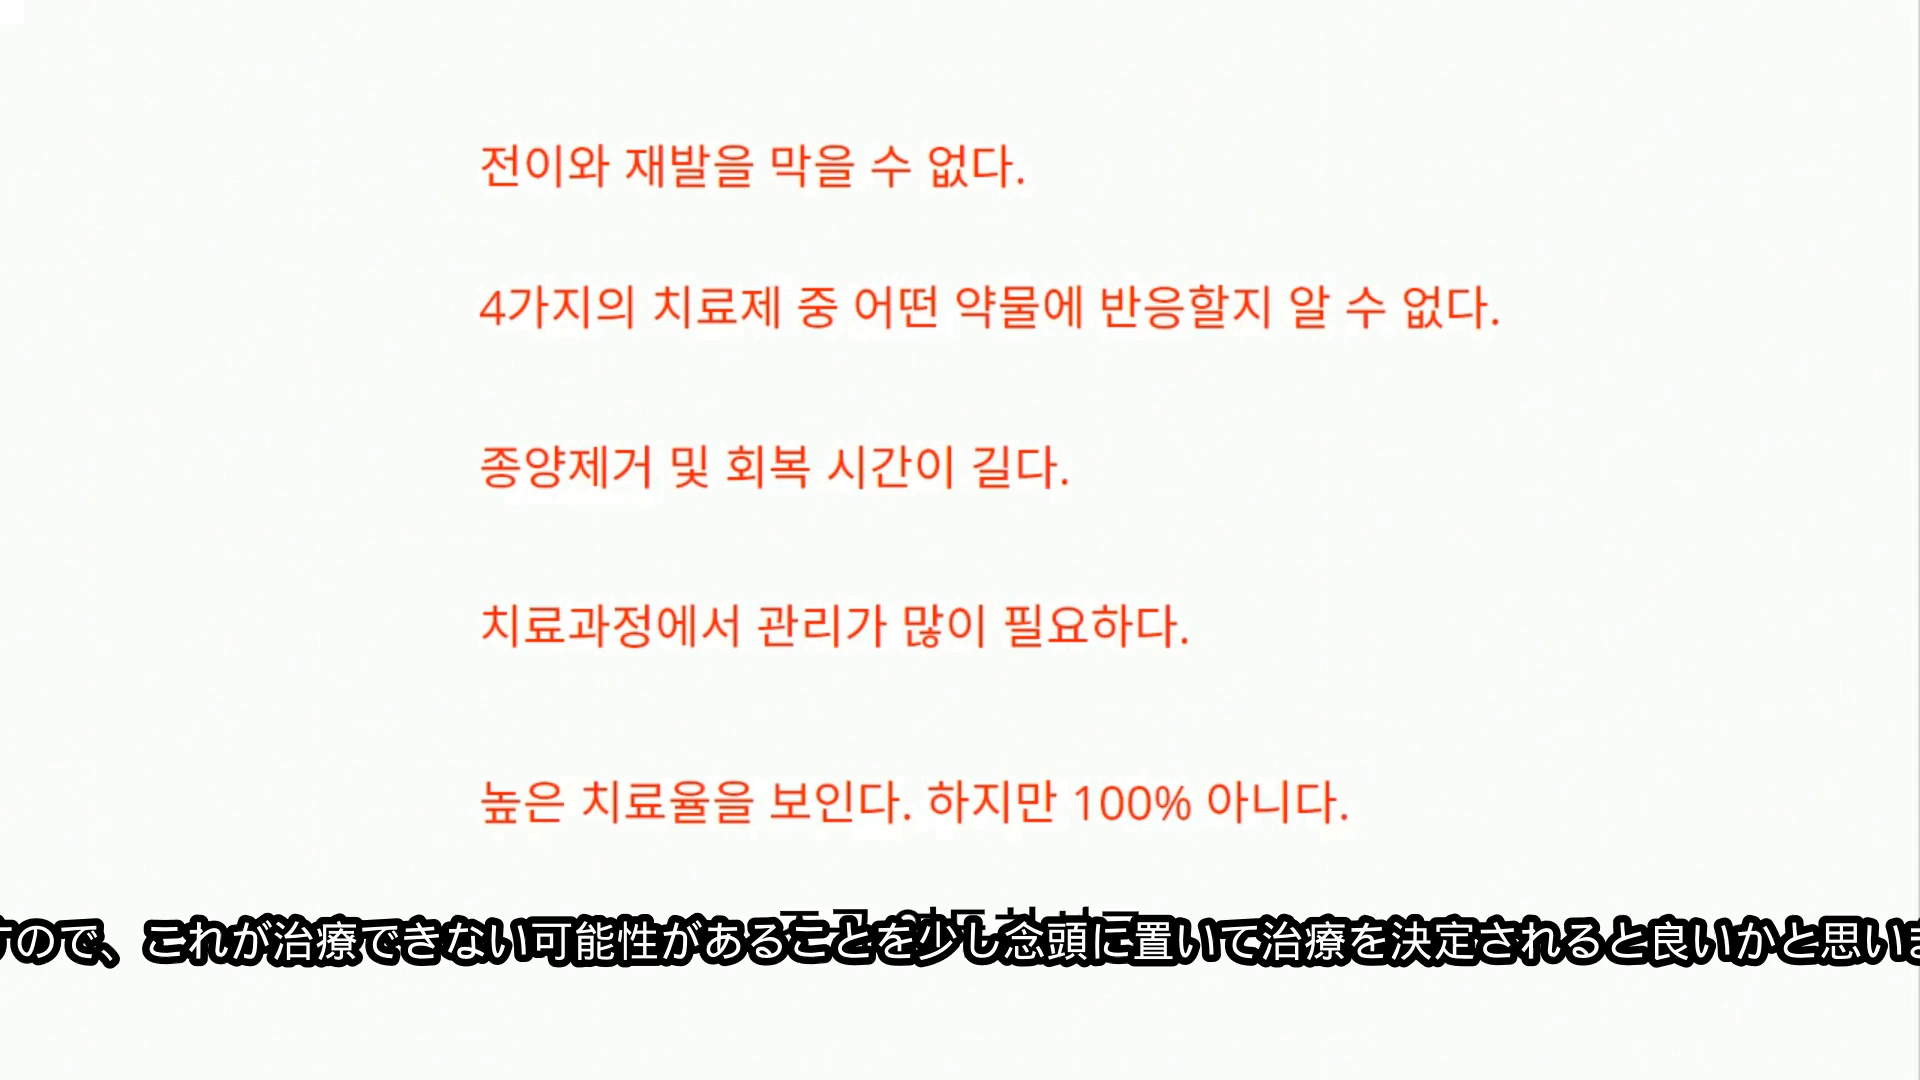 전이와 재발을 막을 수 없다.
4가지의 치료제 중 어떤 약물에 반응할지 알 수 없다.
종양제거 및 회복 시간이 길다.
치료과정에서 관리가 많이 필요하다.
높은 치료율을 보인다. 하지만 100% 아니다.
ので、これが治療できない可能性があることを少し念頭に置いて治療を決定されると良いかと思い